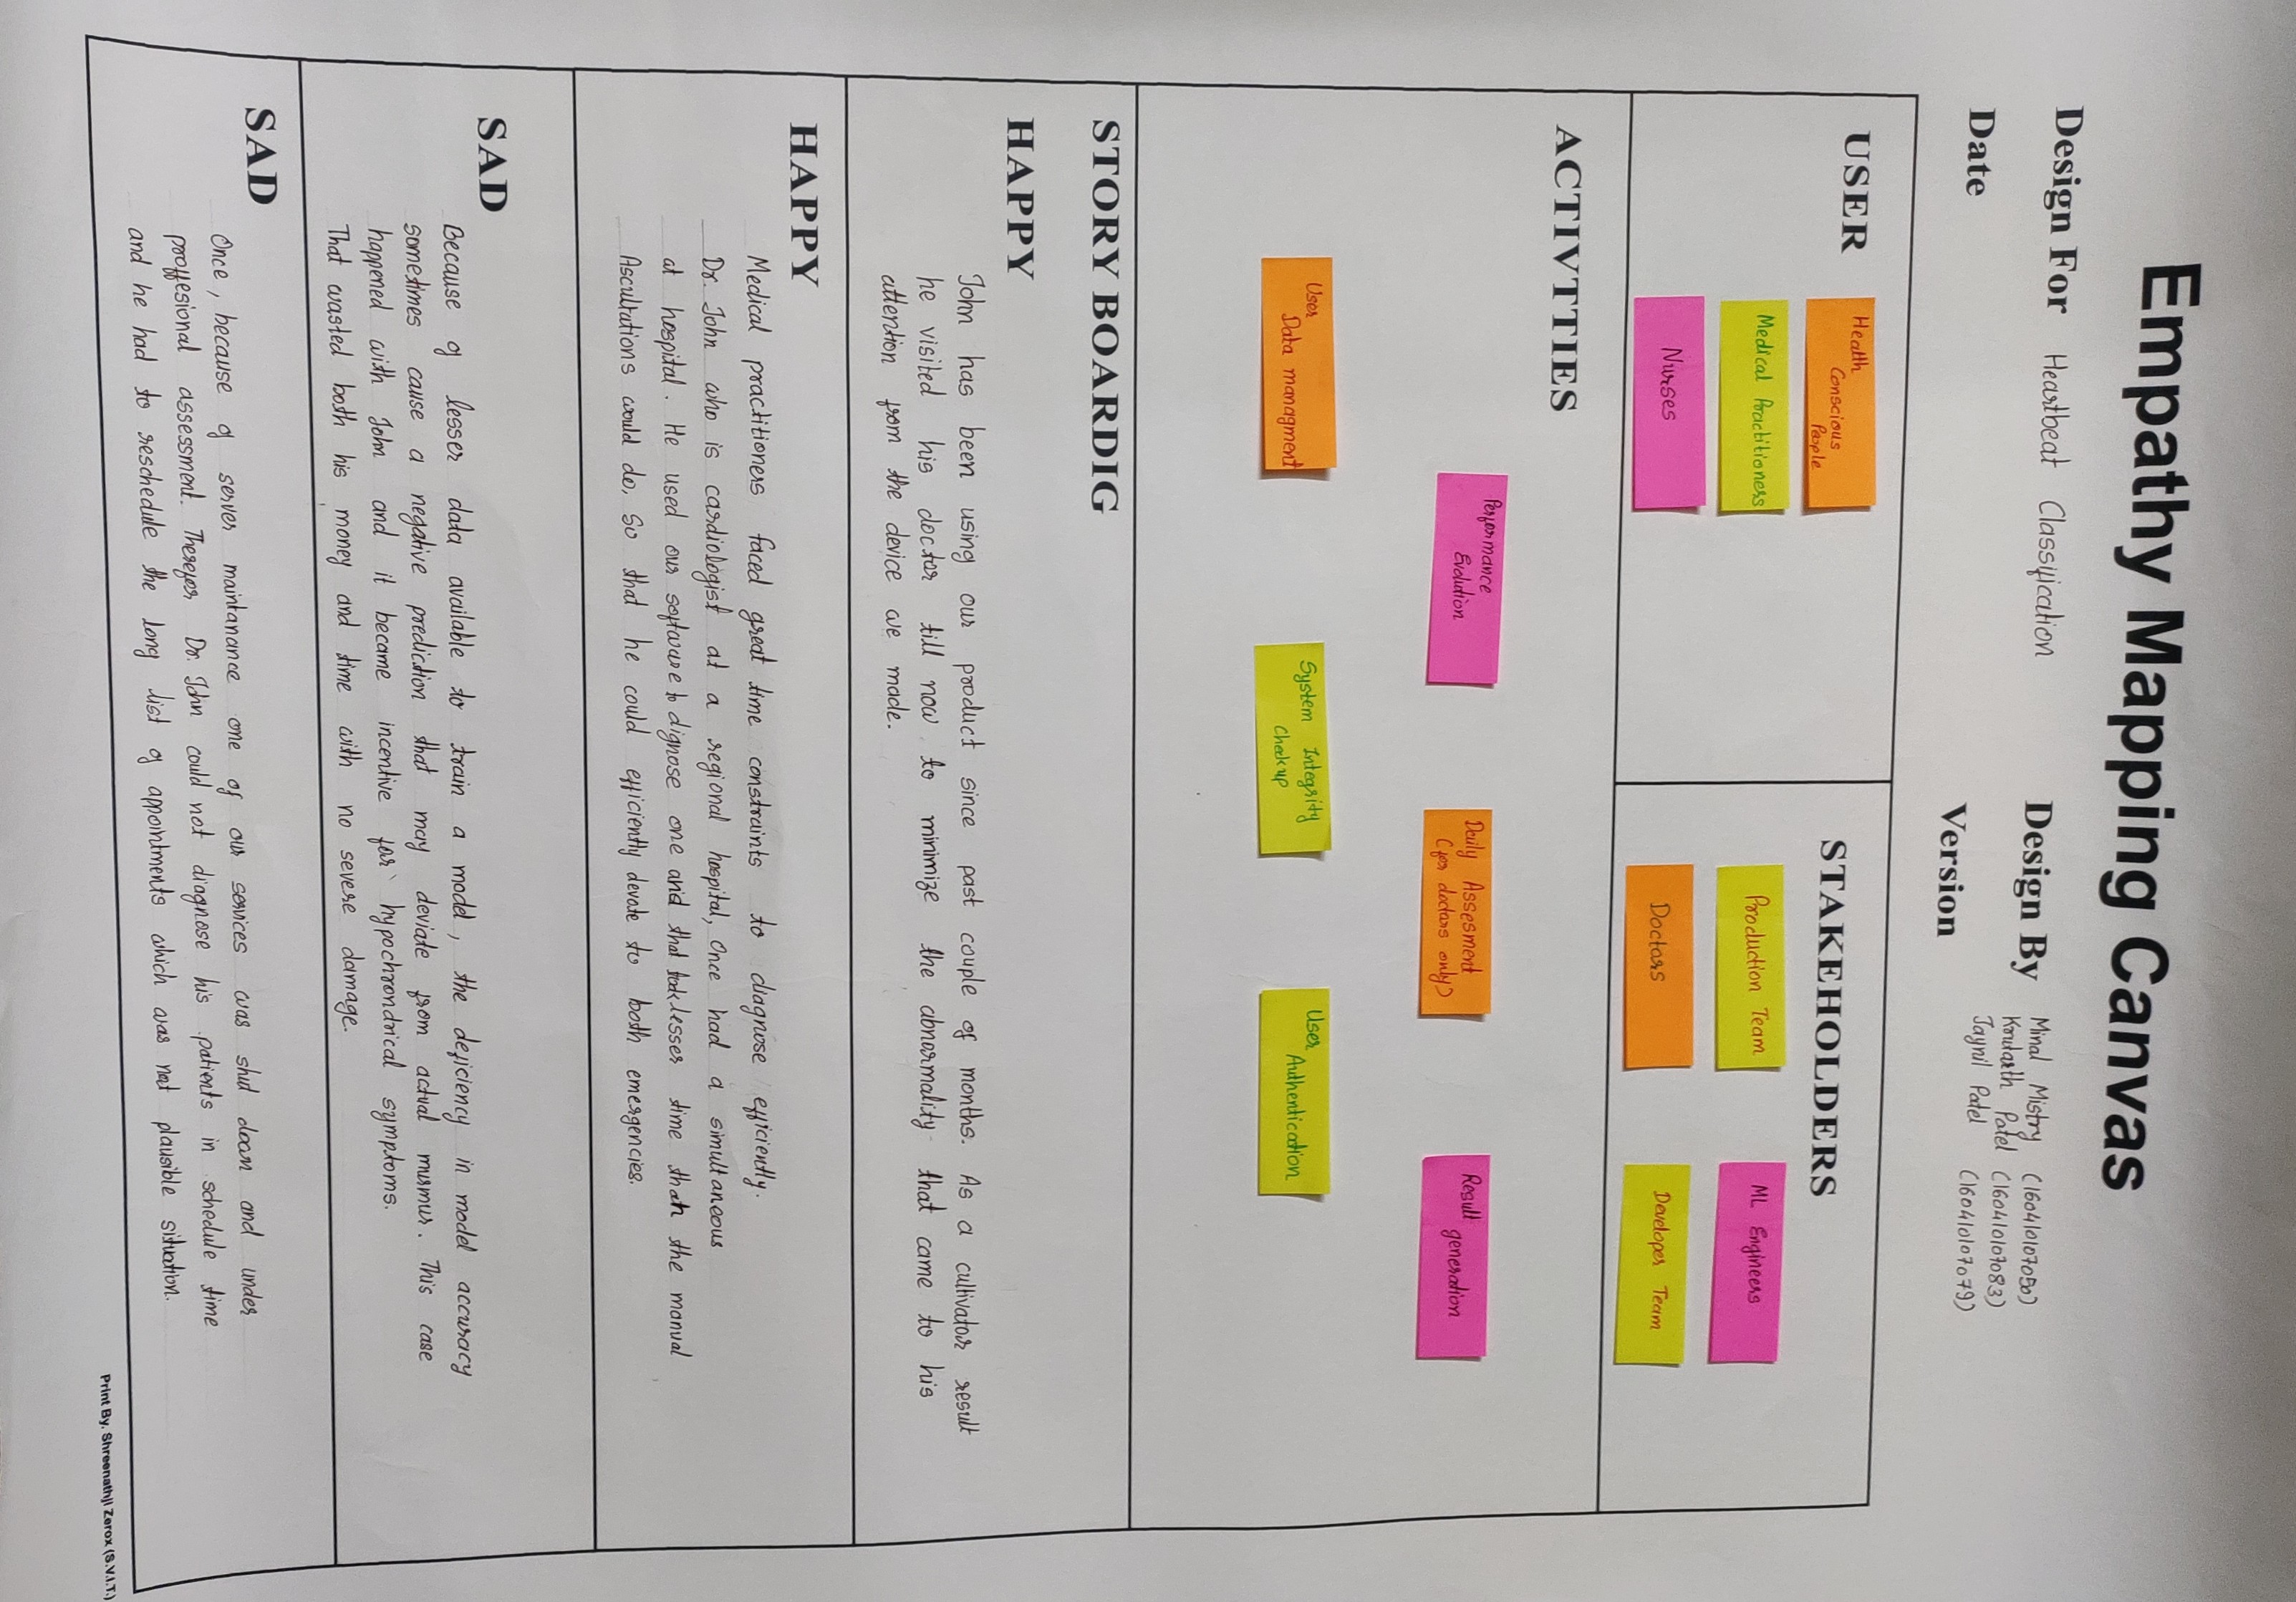 Empathy Mapping Canvas
Design For Heartbeat Classification
Design By Minal Mistry (160410107050)
Krutarth Patel (160410107083)
Jaynil Patel (160410107079)
Date
Version
USER
Health
Conscious
People
Medical Practitioners
Nurses
STAKEHOLDERS
Production Team
ML Engineers
Doctors
Developer Team
ACTIVTTIES
Performance
Evolution
Daily Assesment
(for doctors only)
Result
generation
User
Data managment
System Integrity
Checkup
User
Authentication
STORY BOARDIG
HAPPY
John has been using our product since past couple of months. As a cultivator result
he visited his doctor till now to minimize the abnormality that came to his
attention from the device we made.
HAPPY
Medical practitioners faced great time constraints to diagnose efficiently.
Dr. John who is cardiologist at a regional hospital, once had a simultaneous
at hospital. He used our software to dignose one and that took lesser time than the manual
Ascultations would do. So that he could efficiently devate to both emergencies.
SAD
Because of lesser data available to train a model, the deficiency in model accuracy
sometimes cause a negative prediction that may deviate from actual murmur. This case
happened with John and it became incentive for hypochrondrical symptoms.
That wasted both his money and time with no severe damage.
SAD
Once, because of server maintanance one of our services was shut down and under
proffesional assessment. Therefor Dr. John could not diagnose his patients in schedule time
and he had to reschedule the long list of appointments which was not plausible situation.
Print By. Shreenathji Zerox (S.V.I.T.)